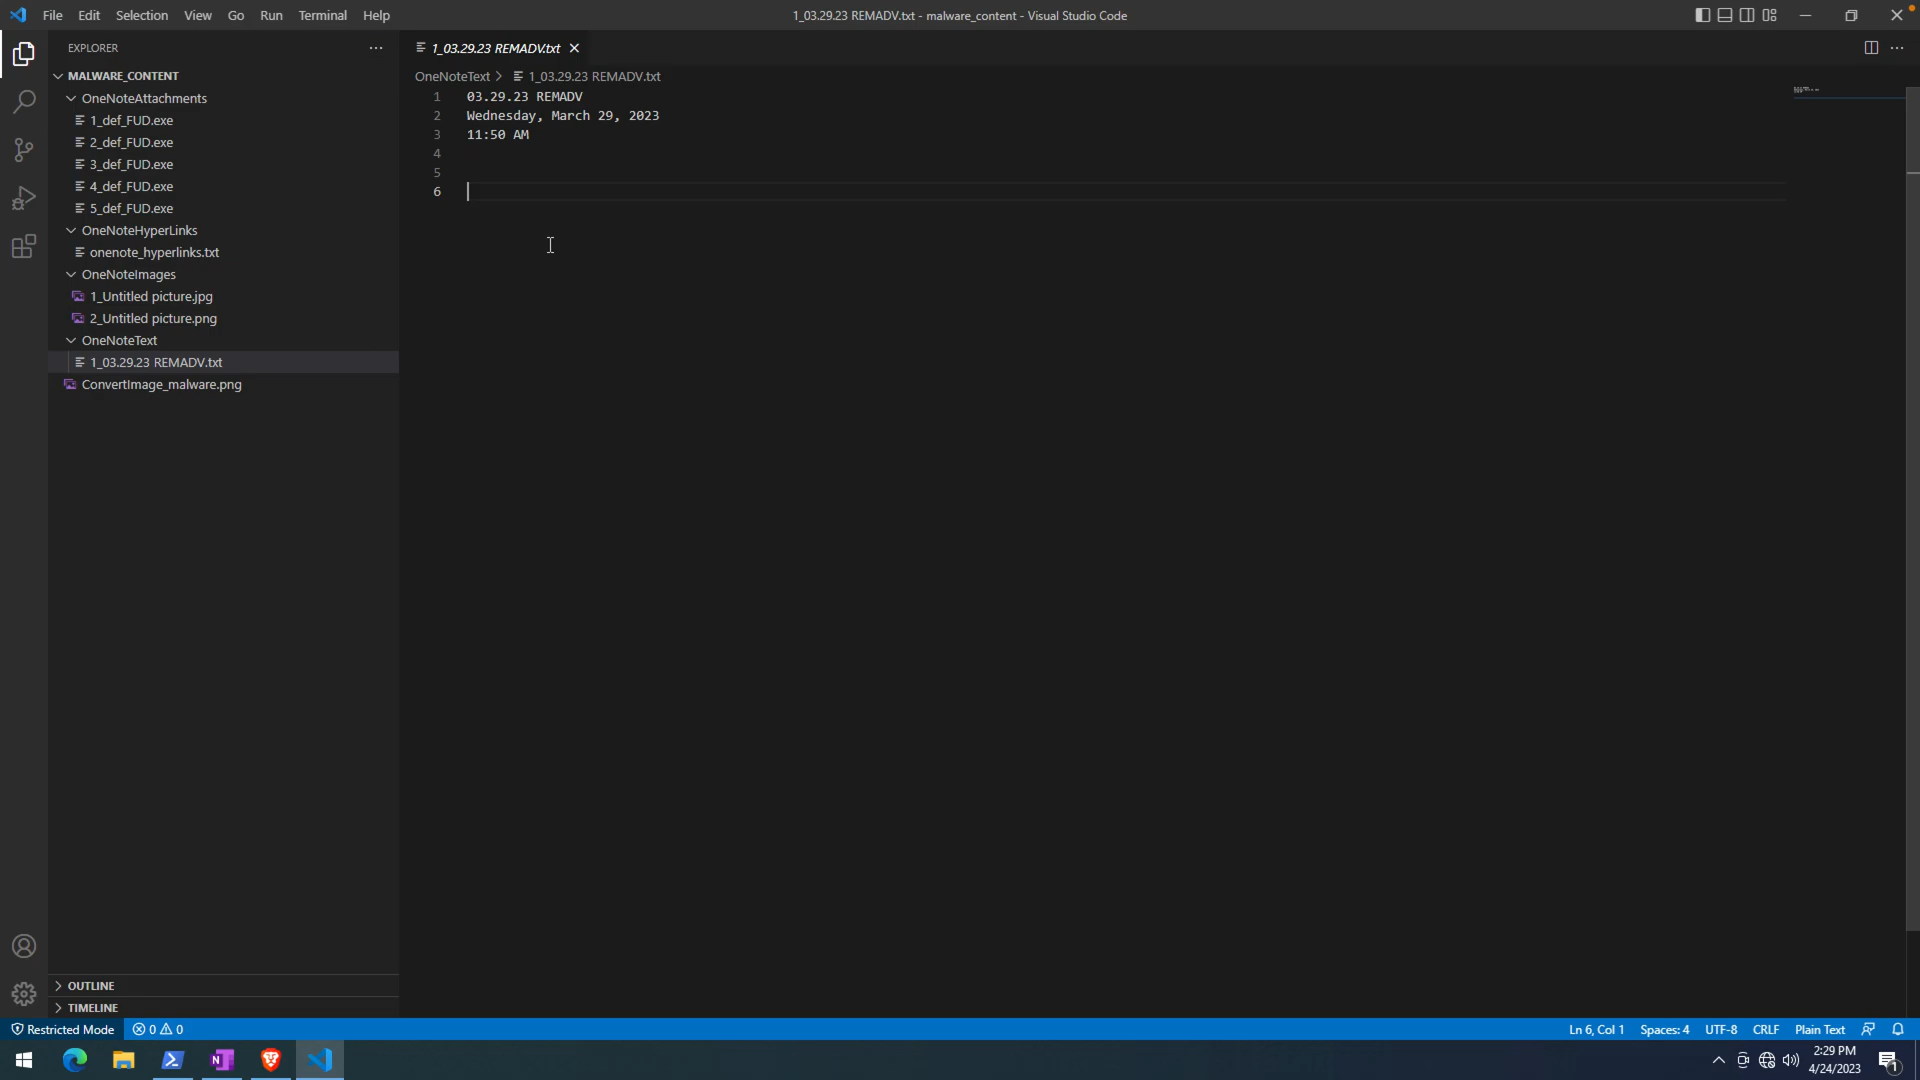 File Edit Selection View Go Run Terminal Help
1_03.29.23 REMADV.txt - malware_content - Visual Studio Code
EXPLORER
MALWARE_CONTENT
OneNoteAttachments
1_def_FUD.exe
2_def_FUD.exe
3_def_FUD.exe
4_def_FUD.exe
5_def_FUD.exe
OneNoteHyperLinks
onenote_hyperlinks.txt
OneNoteImages
1_Untitled picture.jpg
2_Untitled picture.png
OneNoteText
1_03.29.23 REMADV.txt
ConvertImage_malware.png
OUTLINE
TIMELINE
1_03.29.23 REMADV.txt
OneNoteText > 1_03.29.23 REMADV.txt
1 03.29.23 REMADV
2 Wednesday, March 29, 2023
3 11:50 AM
4
5
6
Restricted Mode 0 0
Ln 6, Col 1 Spaces: 4 UTF-8 CRLF Plain Text
2:29 PM
4/24/2023
1